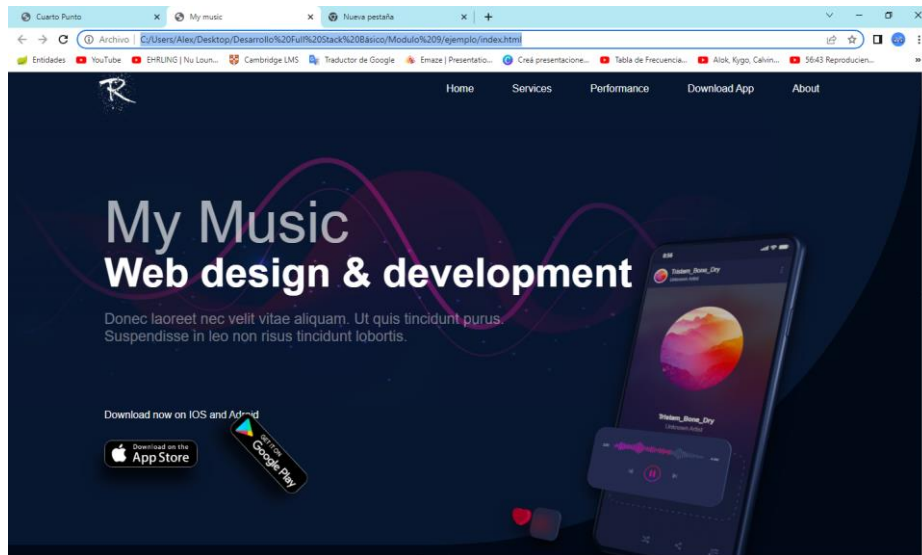 Cuarto Punto
My music
Nueva pestaña
Archivo | C:/Users/Alex/Desktop/Desarrollo%20Full%20Stack%20Básico/Modulo%209/ejemplo/index.html
Entidades YouTube EHRLING | Nu Loun... Cambridge LMS Traductor de Google Emaze | Presentatio... Creá presentacione... Tabla de Frecuencia... Alok, Kygo, Calvin... 56:43 Reproducien... »
R
Home Services Performance Download App About
My Music
Web design & development
Donec laoreet nec velit vitae aliquam. Ut quis tincidunt purus.
Suspendisse in leo non risus tincidunt lobortis.
Download now on IOS and Adroid
Download on the
App Store
GET IT ON
Google Play
Tristam_Bone_Dry
Unknown Artist
Tristam_Bone_Dry
Unknown Artist